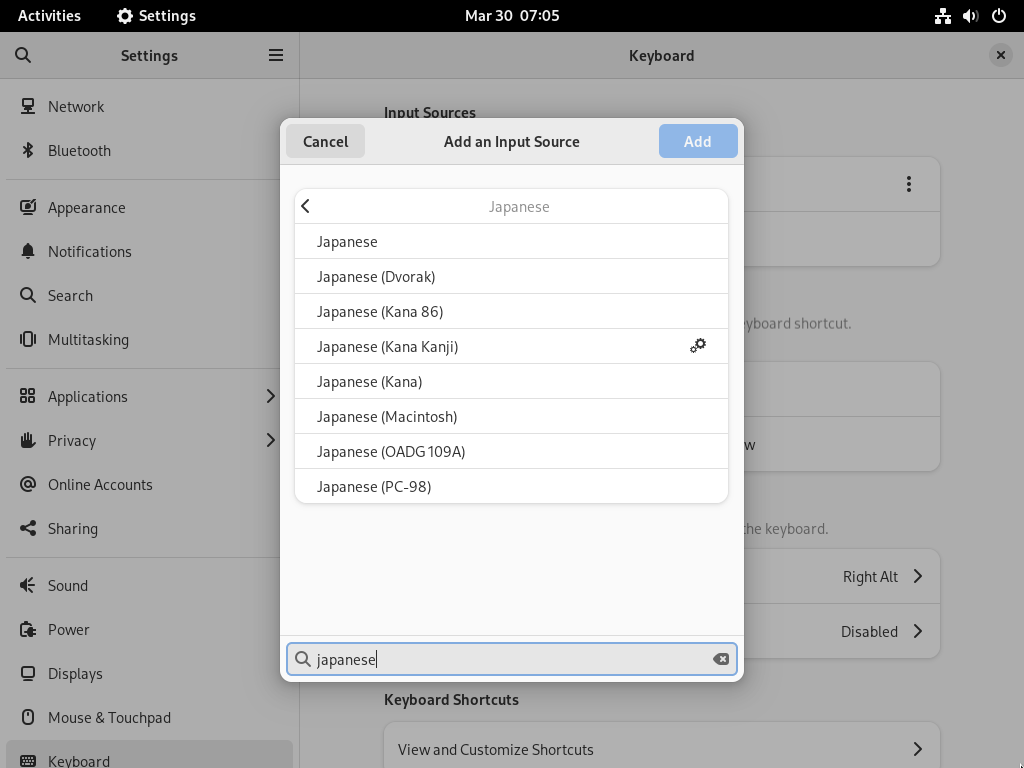 Activities
Settings
Mar 30 07:05
Settings
Keyboard
Network
Bluetooth
Appearance
Notifications
Search
Multitasking
Applications
Privacy
Online Accounts
Sharing
Sound
Power
Displays
Mouse & Touchpad
Keyboard
Input Sources
Cancel
Add an Input Source
Add
Japanese
Japanese
Japanese (Dvorak)
Japanese (Kana 86)
Japanese (Kana Kanji)
Japanese (Kana)
Japanese (Macintosh)
Japanese (OADG 109A)
Japanese (PC-98)
japanese
keyboard shortcut.
the keyboard.
Right Alt
Disabled
Keyboard Shortcuts
View and Customize Shortcuts